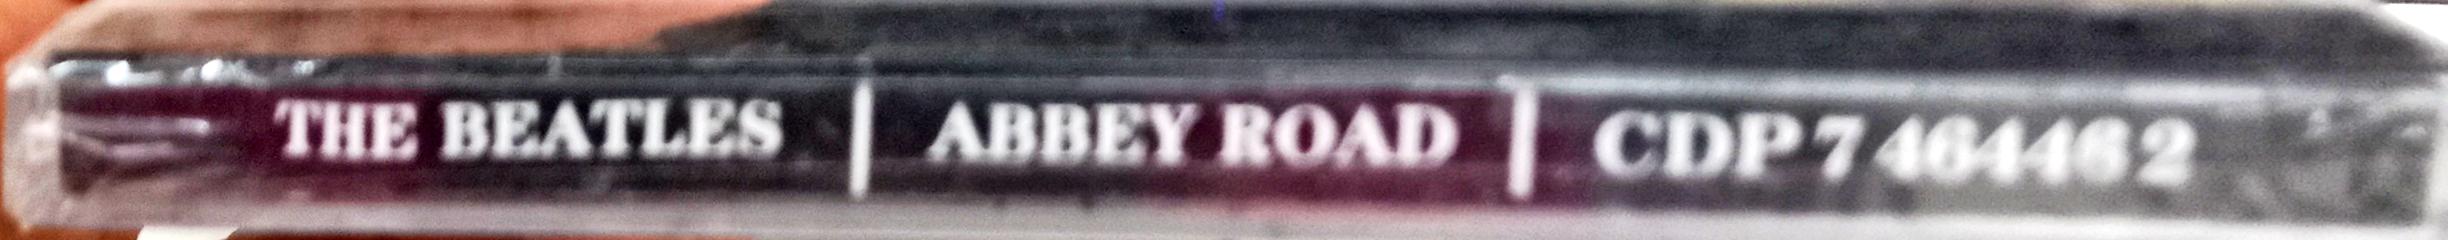 THE BEATLES | ABBEY ROAD | CDP 7 46446 2